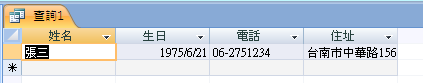 查詢1
姓名 生日 電話 住址
張三 1975/6/21 06-2751234 台南市中華路156
*